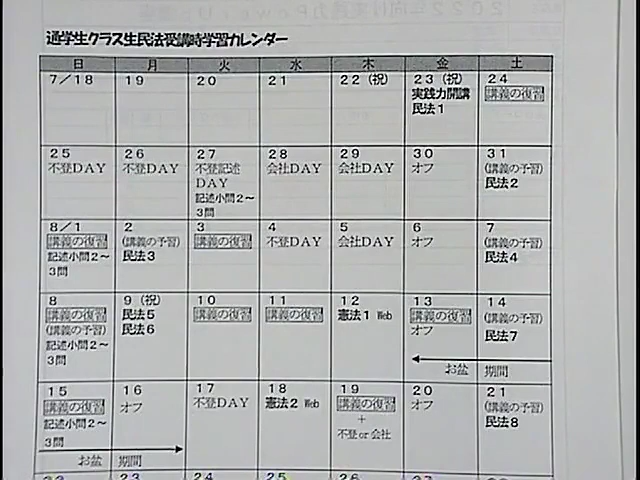 通学生クラス生民法受講時学習カレンダー
日 月 火 水 木 金 土
7／18 19 20 21 22（祝） 23（祝） 24
実践力開講 講義の復習
民法1
25 26 27 28 29 30 31
不登DAY 不登DAY 不登記述 会社DAY 会社DAY オフ （講義の予習）
DAY 民法2
記述小問2～
3問
8／1 2 3 4 5 6 7
講義の復習 （講義の予習） 講義の復習 不登DAY 会社DAY オフ （講義の予習）
記述小問2～ 民法3 民法4
3問
8 9（祝） 10 11 12 13 14
講義の復習 民法5 講義の復習 講義の復習 憲法1 Web 講義の復習 （講義の予習）
（講義の予習） 民法6 オフ 民法7
記述小問2～
3問 お盆 期間
15 16 17 18 19 20 21
講義の復習 オフ 不登DAY 憲法2 Web 講義の復習 オフ （講義の予習）
記述小問2～ ＋ 民法8
3問 不登or会社
お盆 期間
23 24 25 26